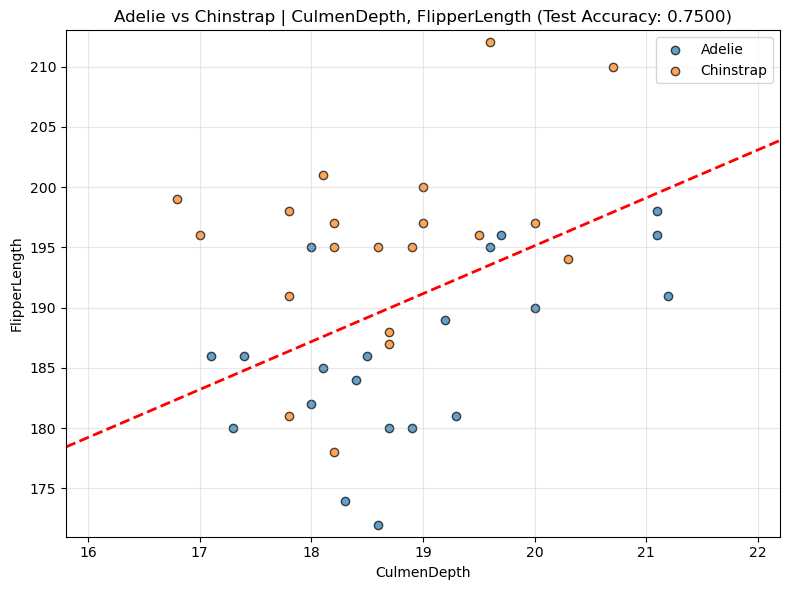 Adelie vs Chinstrap | CulmenDepth, FlipperLength (Test Accuracy: 0.7500)
Adelie
Chinstrap
FlipperLength
210
205
200
195
190
185
180
175
16 17 18 19 20 21 22
CulmenDepth